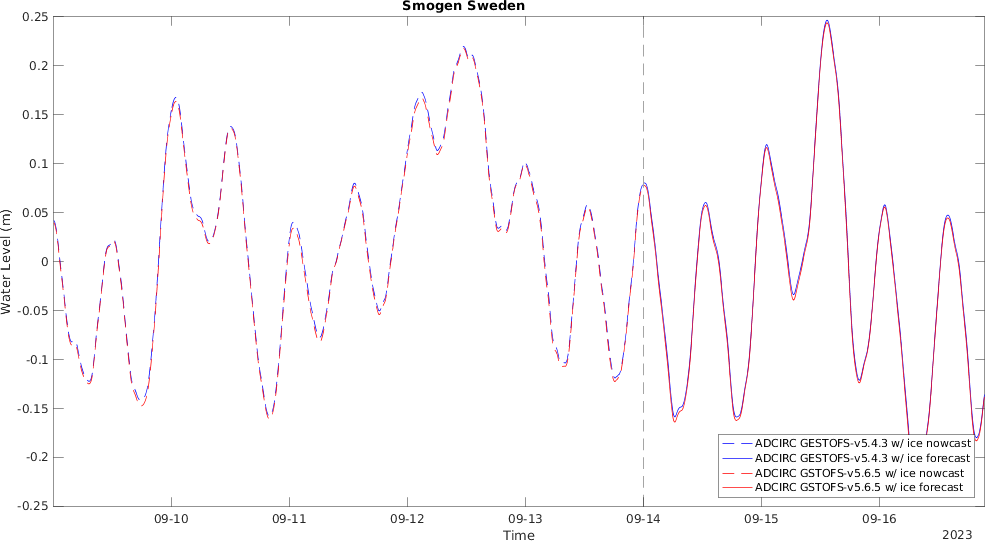 Smogen Sweden
0.25
0.2
0.15
0.1
0.05
0
-0.05
-0.1
-0.15
-0.2
-0.25
Water Level (m)
ADCIRC GESTOFS-v5.4.3 w/ ice nowcast
ADCIRC GESTOFS-v5.4.3 w/ ice forecast
ADCIRC GSTOFS-v5.6.5 w/ ice nowcast
ADCIRC GSTOFS-v5.6.5 w/ ice forecast
09-10 09-11 09-12 09-13 09-14 09-15 09-16
Time
2023